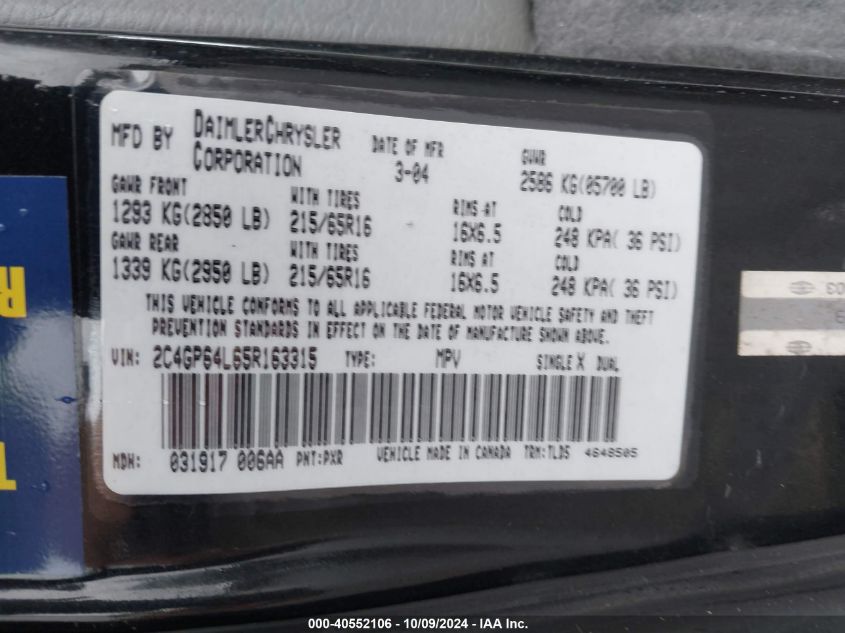 MFD BY DAIMLERCHRYSLER CORPORATION DATE OF MFR 3-04 GVWR 2586 KG(05700 LB)
GAWR FRONT WITH TIRES RIMS AT COLD
1293 KG(2850 LB) 215/65R16 16X6.5 248 KPA( 36 PSI)
GAWR REAR WITH TIRES RIMS AT COLD
1339 KG(2950 LB) 215/65R16 16X6.5 248 KPA( 36 PSI)
THIS VEHICLE CONFORMS TO ALL APPLICABLE FEDERAL MOTOR VEHICLE SAFETY AND THEFT
PREVENTION STANDARDS IN EFFECT ON THE DATE OF MANUFACTURE SHOWN ABOVE.
VIN: 2C4GP64L65R163315 TYPE: MPV SINGLE X DUAL
MDH: 031917 006AA PNT:PXR VEHICLE MADE IN CANADA TRM:TLD5 4648505
000-40552106 - 10/09/2024 - IAA Inc.